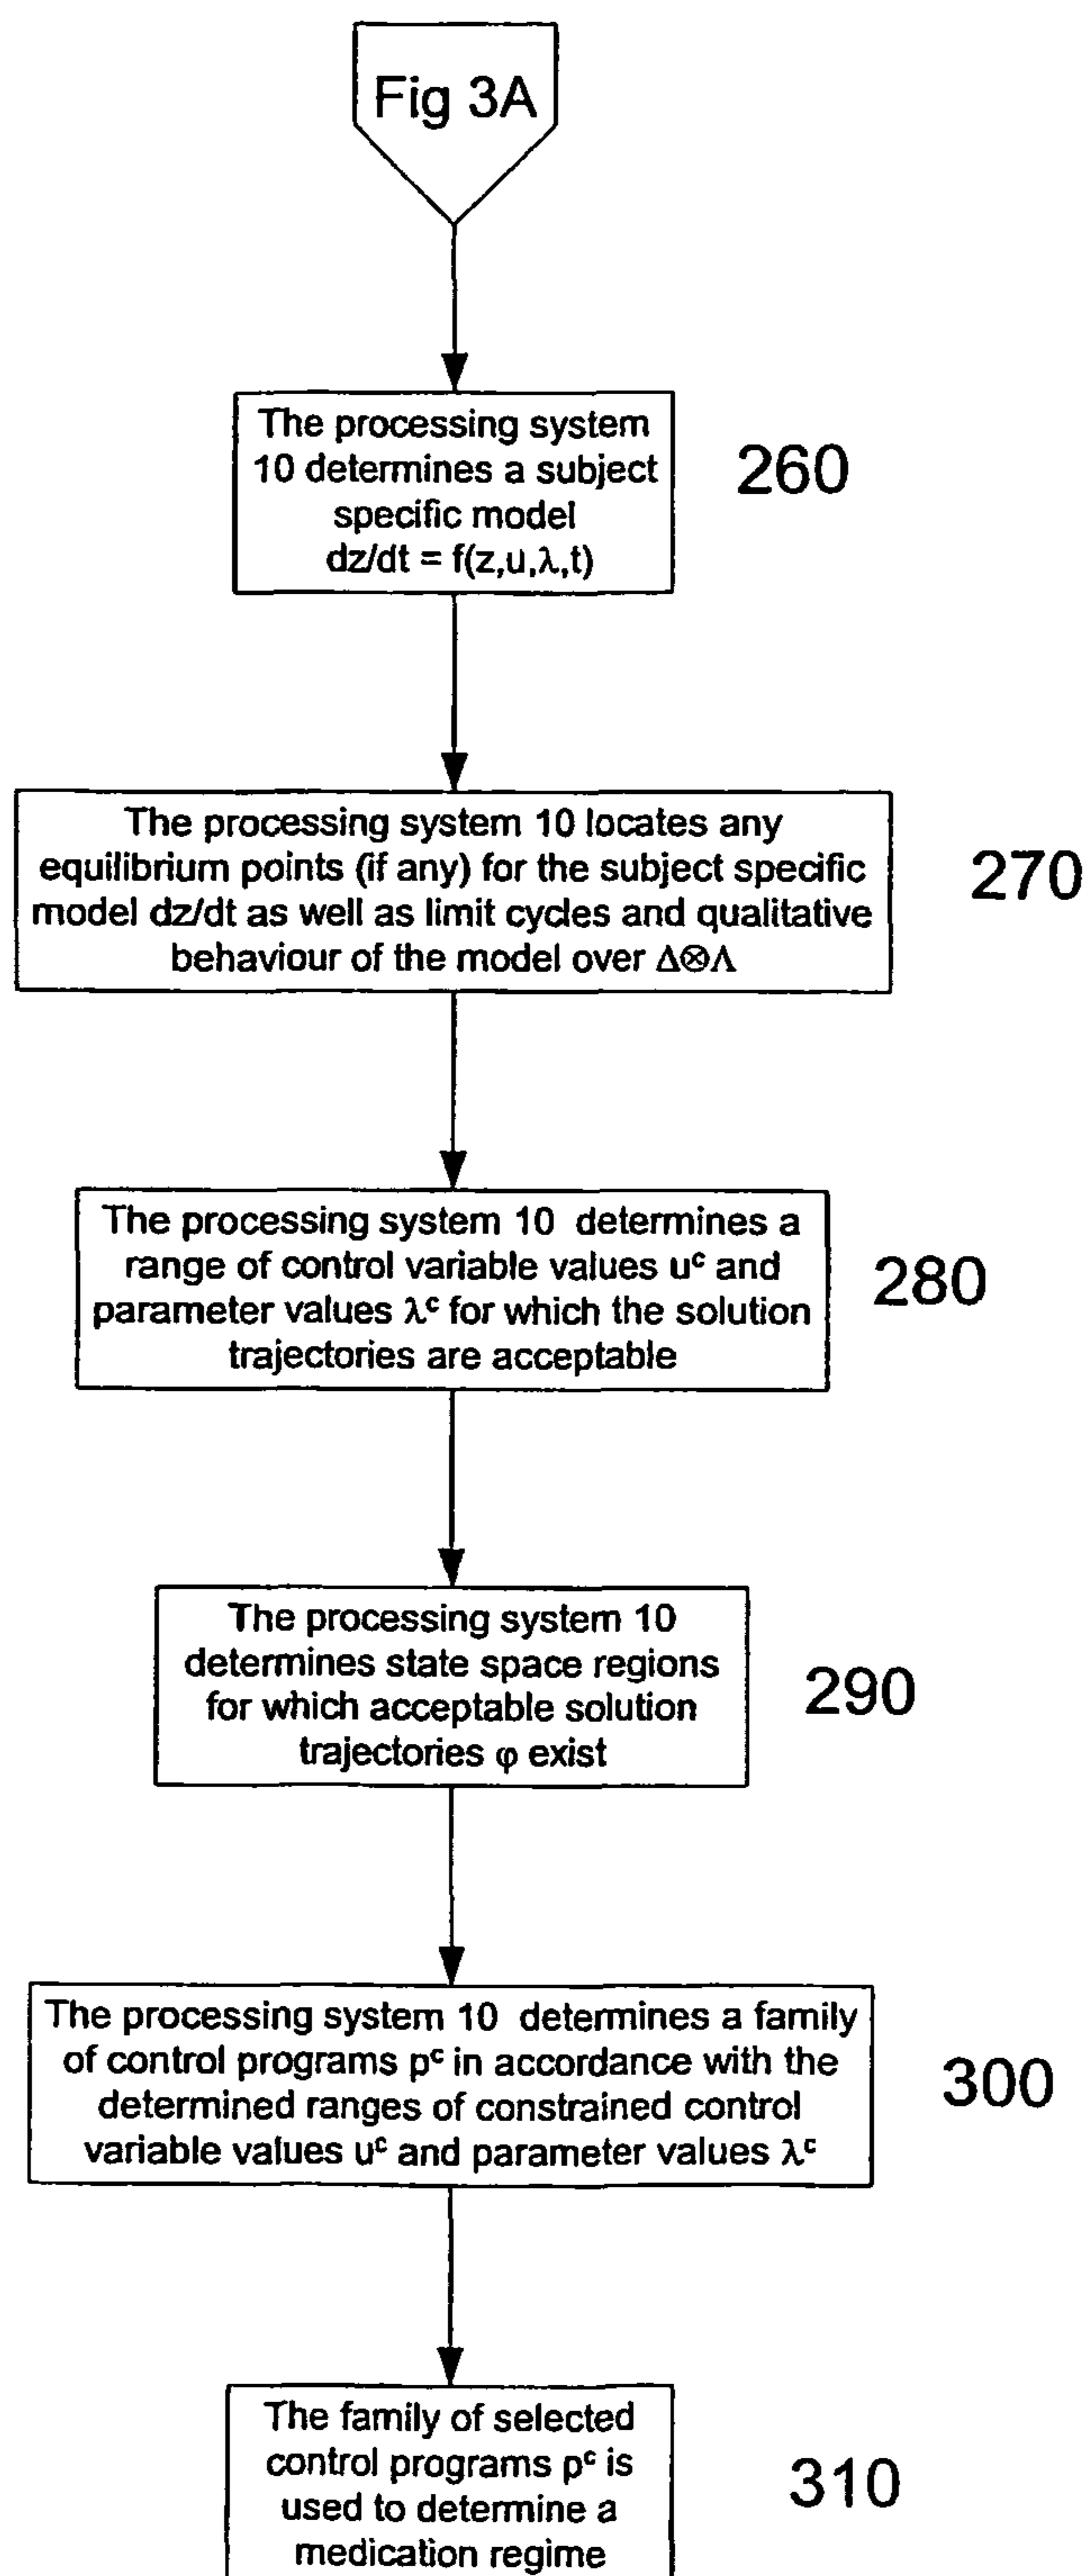 Fig 3A
The processing system
10 determines a subject
specific model
dz/dt = f(z,u,λ,t)
260
The processing system 10 locates any
equilibrium points (if any) for the subject specific
model dz/dt as well as limit cycles and qualitative
behaviour of the model over Δ⊗Λ
270
The processing system 10 determines a
range of control variable values uᶜ and
parameter values λᶜ for which the solution
trajectories are acceptable
280
The processing system 10
determines state space regions
for which acceptable solution
trajectories φ exist
290
The processing system 10 determines a family
of control programs pᶜ in accordance with the
determined ranges of constrained control
variable values uᶜ and parameter values λᶜ
300
The family of selected
control programs pᶜ is
used to determine a
medication regime
310